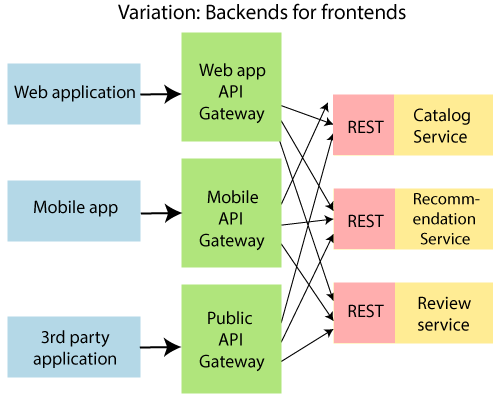 Variation: Backends for frontends
Web application
Web app
API
Gateway
REST
Catalog
Service
Mobile app
Mobile
API
Gateway
REST
Recomm-
endation
Service
3rd party
application
Public
API
Gateway
REST
Review
service